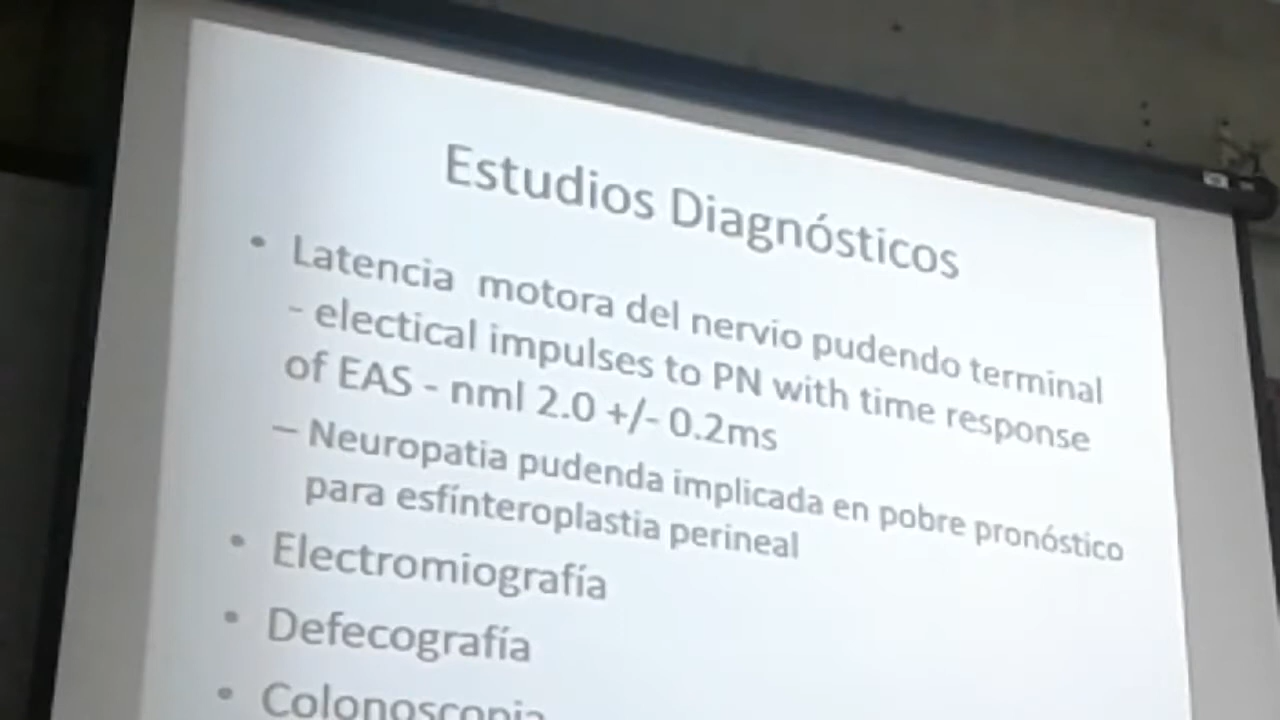 Estudios Diagnósticos
• Latencia motora del nervio pudendo terminal
- electical impulses to PN with time response
of EAS - nml 2.0 +/- 0.2ms
– Neuropatia pudenda implicada en pobre pronóstico
para esfínteroplastia perineal
• Electromiografía
• Defecografía
• Colonoscopia